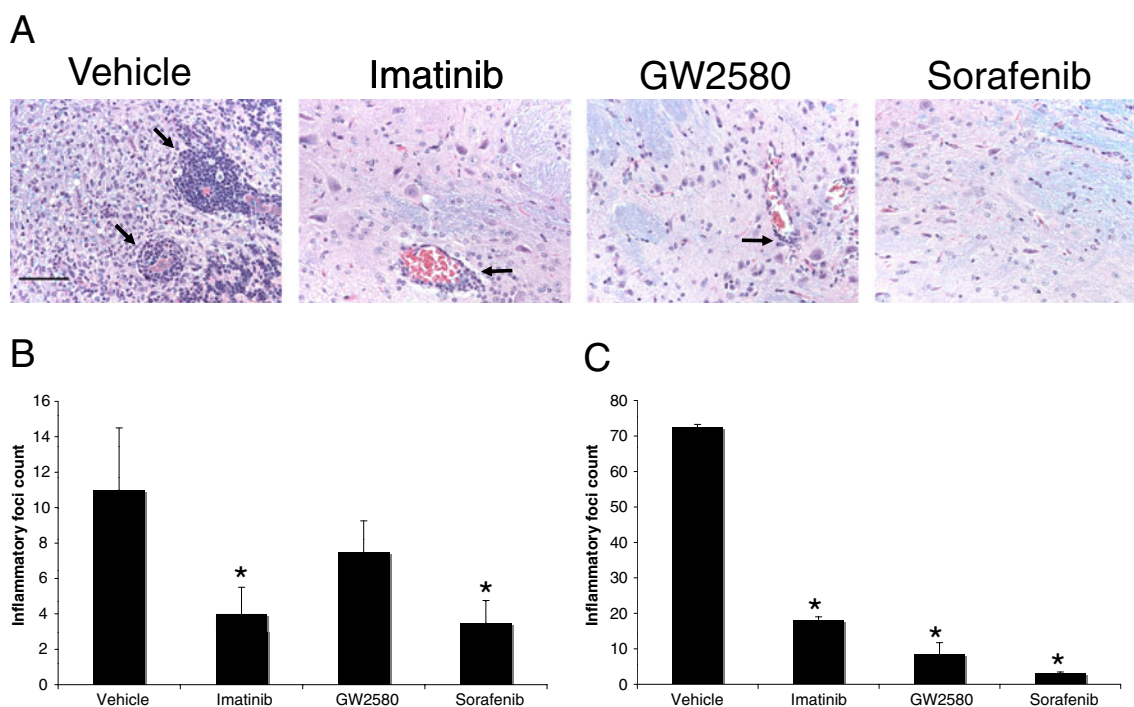 A
Vehicle Imatinib GW2580 Sorafenib
B
Inflammatory foci count
16
14
12
10
8
6
4
2
0
*
*
Vehicle Imatinib GW2580 Sorafenib
C
Inflammatory foci count
80
70
60
50
40
30
20
10
0
*
*
*
Vehicle Imatinib GW2580 Sorafenib